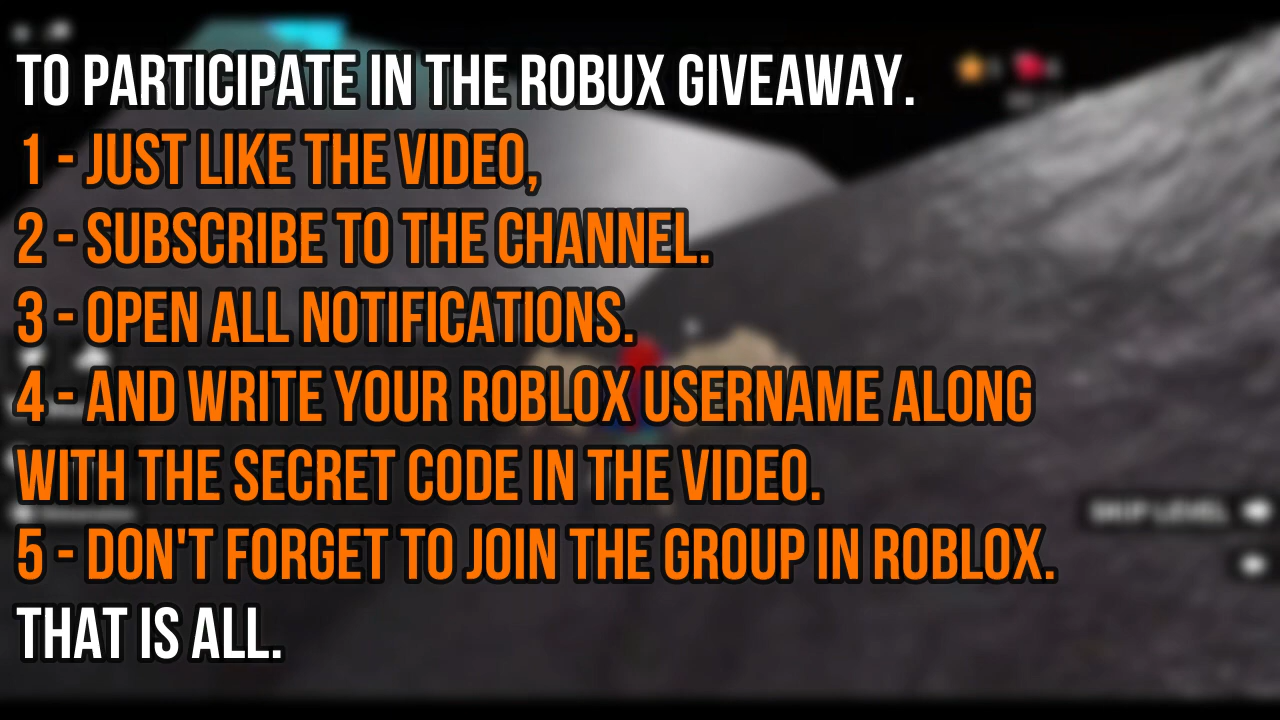 TO PARTICIPATE IN THE ROBUX GIVEAWAY.
1 - JUST LIKE THE VIDEO,
2 - SUBSCRIBE TO THE CHANNEL.
3 - OPEN ALL NOTIFICATIONS.
4 - AND WRITE YOUR ROBLOX USERNAME ALONG
WITH THE SECRET CODE IN THE VIDEO.
SKIP LEVEL
5 - DON'T FORGET TO JOIN THE GROUP IN ROBLOX.
THAT IS ALL.